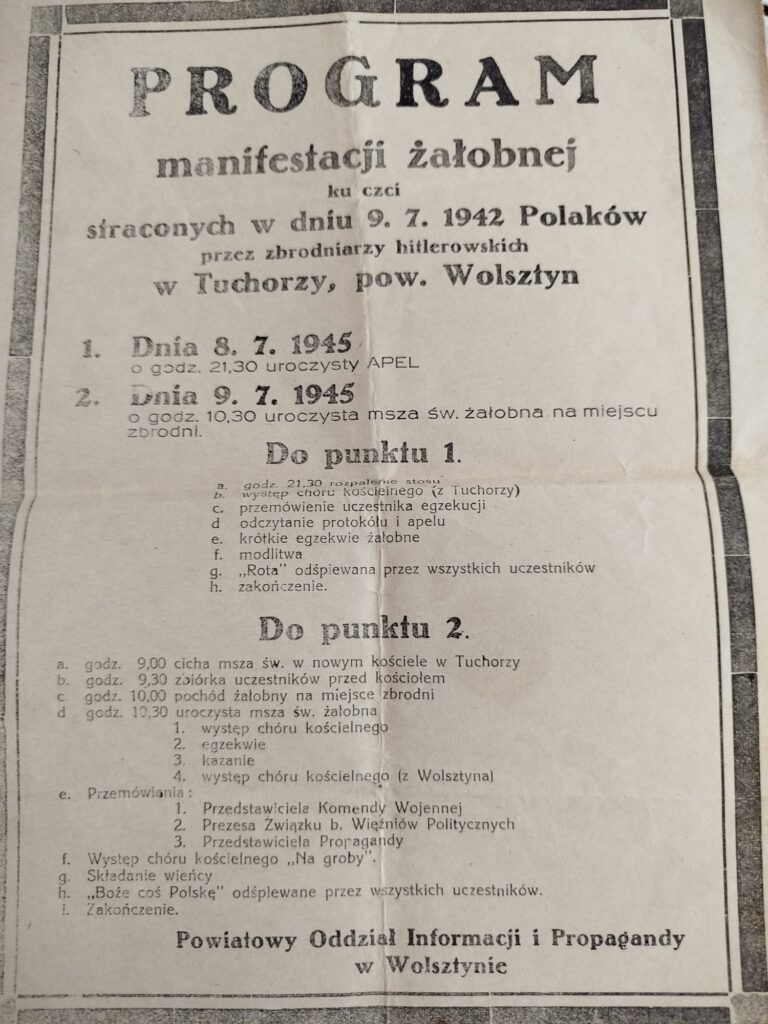 PROGRAM
manifestacji żałobnej
ku czci
straconych w dniu 9. 7. 1942 Polaków
przez zbrodniarzy hitlerowskich
w Tuchorzy, pow. Wolsztyn
1. Dnia 8. 7. 1945
o godz. 21,30 uroczysty APEL
2. Dnia 9. 7. 1945
o godz. 10,30 uroczysta msza św. żałobna na miejscu
zbrodni.
Do punktu 1.
a. godz. 21.30 rozpalenie stosu
b. występ chóru kościelnego (z Tuchorzy)
c. przemówienie uczestnika egzekucji
d odczytanie protokólu i apelu
e. krótkie egzekwie żałobne
f. modlitwa
g. „Rota” odśpiewana przez wszystkich uczestników
h. zakończenie.
Do punktu 2.
a. godz. 9,00 cicha msza św. w nowym kościele w Tuchorzy
b. godz. 9,30 zbiórka uczestników przed kościołem
c godz. 10,00 pochód żałobny na miejsce zbrodni
d godz. 10,30 uroczysta msza św. żałobna
1. występ chóru kościelnego
2. egzekwie
3. kazanie
4. występ chóru kościelnego (z Wolsztyna)
e. Przemówienia :
1. Przedstawiciela Komendy Wojennej
2. Prezesa Związku b. Więźniów Politycznych
3. Przedstawiciela Propagandy
f. Występ chóru kościelnego „Na groby”.
g. Składanie wieńcy
h. „Boże coś Polskę” odśpiewane przez wszystkich uczestników.
i. Zakończenie.
Powiatowy Oddział Informacji i Propagandy
w Wolsztynie